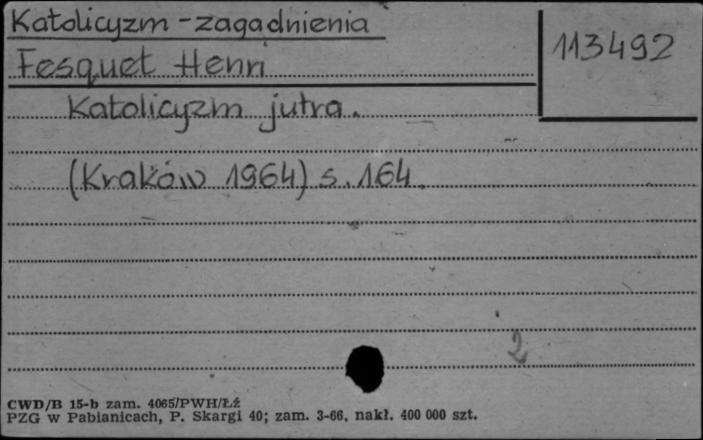 Katolicyzm - zagadnienia
113492
Fesquet Henri
Katolicyzm jutra.
(Kraków 1964) s. 164.
2
CWD/B 15-b zam. 4065/PWH/Łź
PZG w Pabianicach, P. Skargi 40; zam. 3-66, nakł. 400 000 szt.